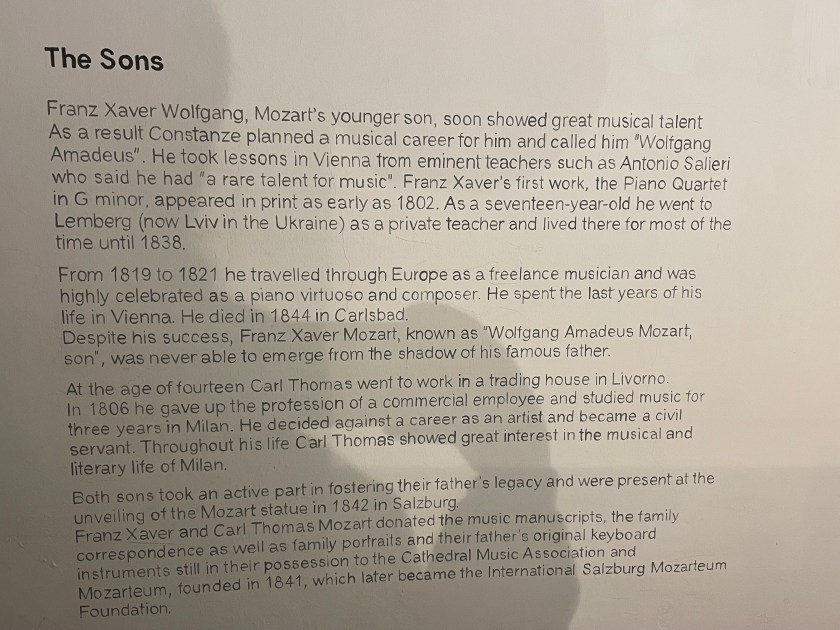 The Sons
Franz Xaver Wolfgang, Mozart's younger son, soon showed great musical talent
As a result Constanze planned a musical career for him and called him "Wolfgang
Amadeus". He took lessons in Vienna from eminent teachers such as Antonio Salieri
who said he had "a rare talent for music". Franz Xaver's first work, the Piano Quartet
in G minor, appeared in print as early as 1802. As a seventeen-year-old he went to
Lemberg (now Lviv in the Ukraine) as a private teacher and lived there for most of the
time until 1838.
From 1819 to 1821 he travelled through Europe as a freelance musician and was
highly celebrated as a piano virtuoso and composer. He spent the last years of his
life in Vienna. He died in 1844 in Carlsbad.
Despite his success, Franz Xaver Mozart, known as "Wolfgang Amadeus Mozart,
son", was never able to emerge from the shadow of his famous father.
At the age of fourteen Carl Thomas went to work in a trading house in Livorno.
In 1806 he gave up the profession of a commercial employee and studied music for
three years in Milan. He decided against a career as an artist and became a civil
servant. Throughout his life Carl Thomas showed great interest in the musical and
literary life of Milan.
Both sons took an active part in fostering their father's legacy and were present at the
unveiling of the Mozart statue in 1842 in Salzburg.
Franz Xaver and Carl Thomas Mozart donated the music manuscripts, the family
correspondence as well as family portraits and their father's original keyboard
instruments still in their possession to the Cathedral Music Association and
Mozarteum, founded in 1841, which later became the International Salzburg Mozarteum
Foundation.